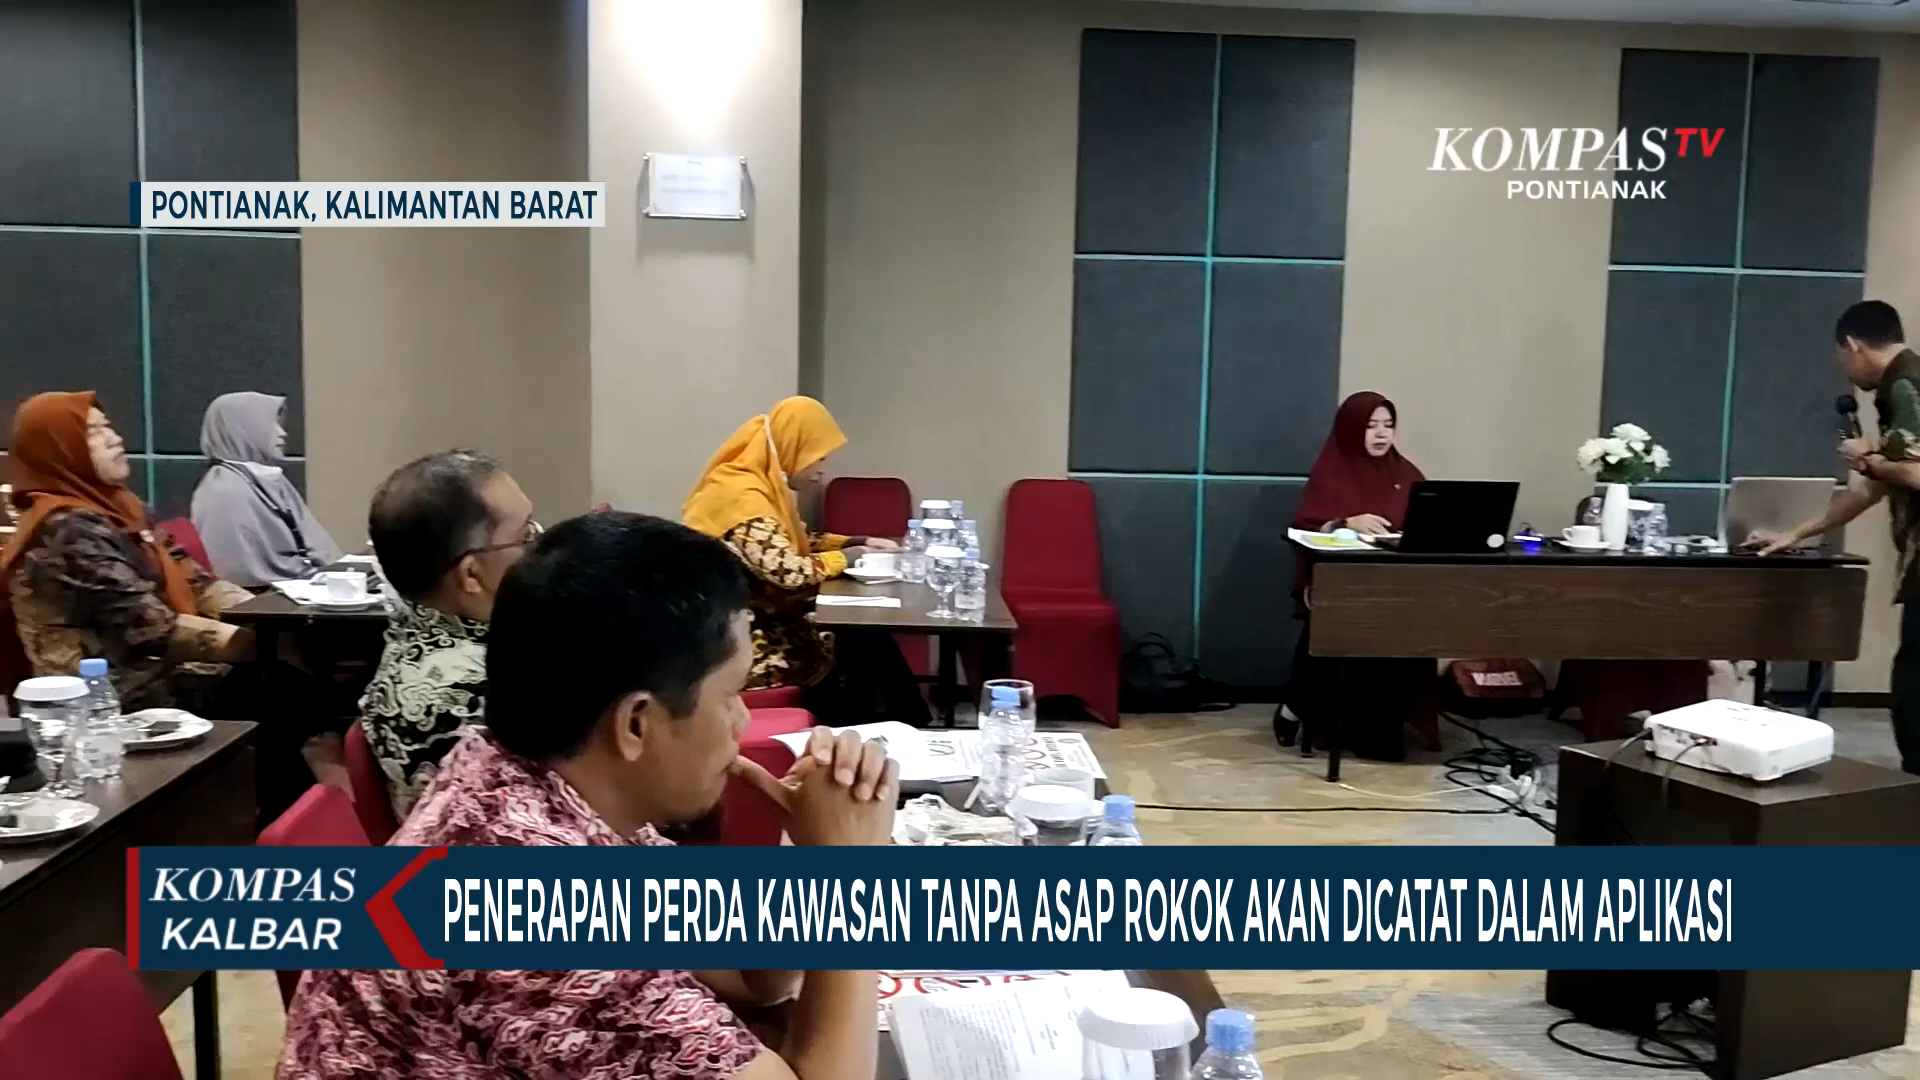 KOMPAS TV
PONTIANAK
PONTIANAK, KALIMANTAN BARAT
KOMPAS
KALBAR
PENERAPAN PERDA KAWASAN TANPA ASAP ROKOK AKAN DICATAT DALAM APLIKASI